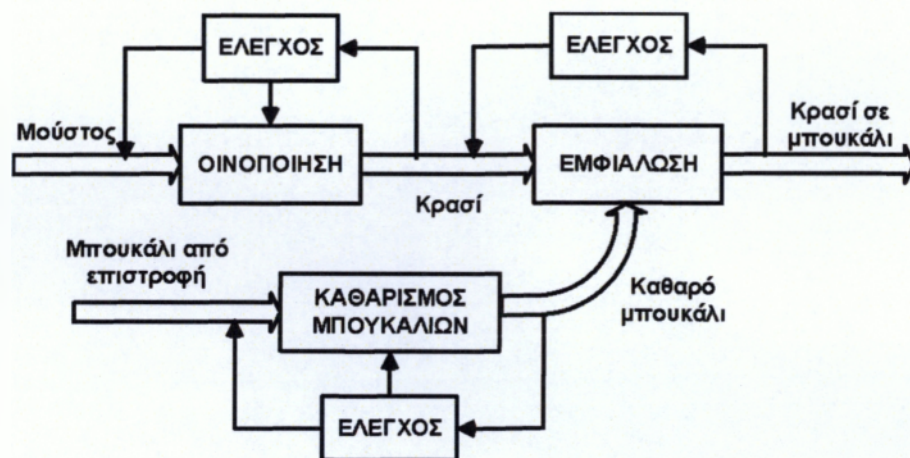 ΕΛΕΓΧΟΣ
ΕΛΕΓΧΟΣ
Μούστος
ΟΙΝΟΠΟΙΗΣΗ
Κρασί
ΕΜΦΙΑΛΩΣΗ
Κρασί σε
μπουκάλι
Μπουκάλι από
επιστροφή
ΚΑΘΑΡΙΣΜΟΣ
ΜΠΟΥΚΑΛΙΩΝ
Καθαρό
μπουκάλι
ΕΛΕΓΧΟΣ